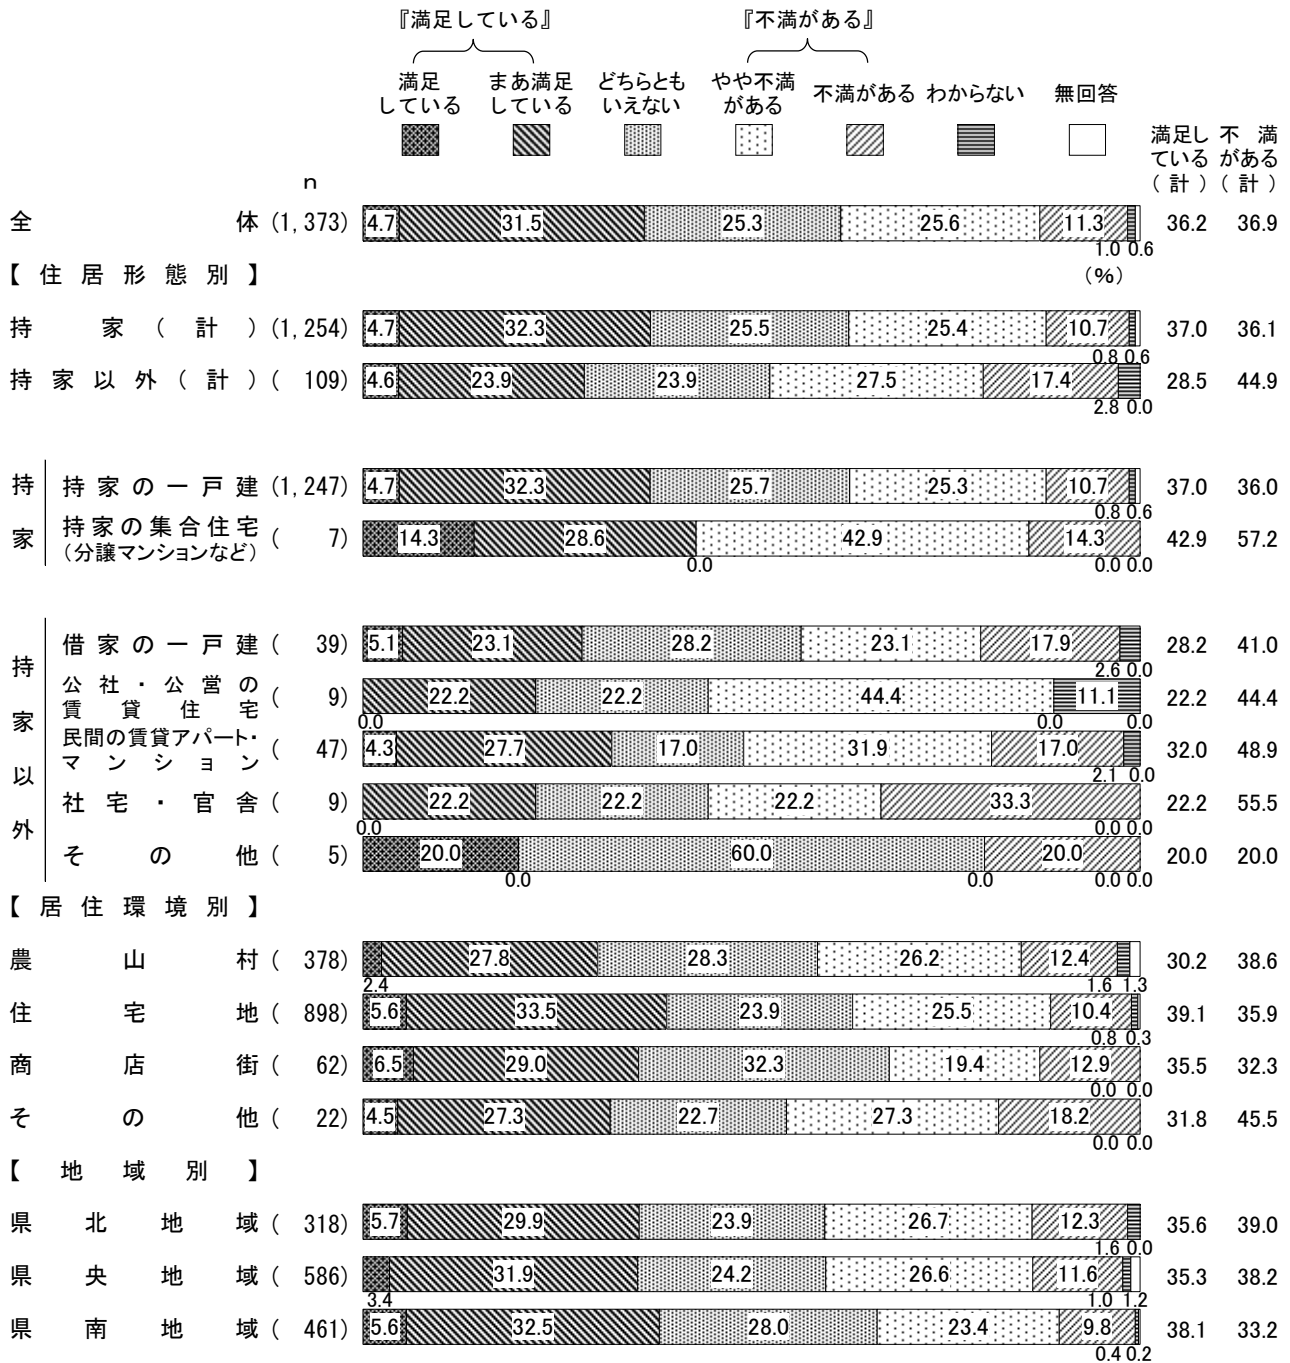 『満足している』 『不満がある』
満足 まあ満足 どちらとも やや不満 不満がある わからない 無回答
している している いえない がある
満足し 不 満
ている がある
n (計) (計)
全体 (1,373) 4.7 31.5 25.3 25.6 11.3 36.2 36.9
1.0 0.6
【住居形態別】 (%)
持家(計) (1,254) 4.7 32.3 25.5 25.4 10.7 37.0 36.1
0.8 0.6
持家以外(計) ( 109) 4.6 23.9 23.9 27.5 17.4 28.5 44.9
2.8 0.0
持家
持家の一戸建 (1,247) 4.7 32.3 25.7 25.3 10.7 37.0 36.0
0.8 0.6
持家の集合住宅
(分譲マンションなど) ( 7) 14.3 28.6 42.9 14.3 42.9 57.2
0.0 0.0 0.0
持家以外
借家の一戸建 ( 39) 5.1 23.1 28.2 23.1 17.9 28.2 41.0
2.6 0.0
公社・公営の
賃貸住宅 ( 9) 22.2 22.2 44.4 11.1 22.2 44.4
0.0 0.0 0.0
民間の賃貸アパート・
マンション ( 47) 4.3 27.7 17.0 31.9 17.0 32.0 48.9
2.1 0.0
社宅・官舎 ( 9) 22.2 22.2 22.2 33.3 22.2 55.5
0.0 0.0 0.0
その他 ( 5) 20.0 60.0 20.0 20.0 20.0
0.0 0.0 0.0 0.0
【居住環境別】
農山村 ( 378) 27.8 28.3 26.2 12.4 30.2 38.6
2.4 1.6 1.3
住宅地 ( 898) 5.6 33.5 23.9 25.5 10.4 39.1 35.9
0.8 0.3
商店街 ( 62) 6.5 29.0 32.3 19.4 12.9 35.5 32.3
0.0 0.0
その他 ( 22) 4.5 27.3 22.7 27.3 18.2 31.8 45.5
0.0 0.0
【地域別】
県北地域 ( 318) 5.7 29.9 23.9 26.7 12.3 35.6 39.0
1.6 0.0
県央地域 ( 586) 31.9 24.2 26.6 11.6 35.3 38.2
3.4 1.0 1.2
県南地域 ( 461) 5.6 32.5 28.0 23.4 9.8 38.1 33.2
0.4 0.2